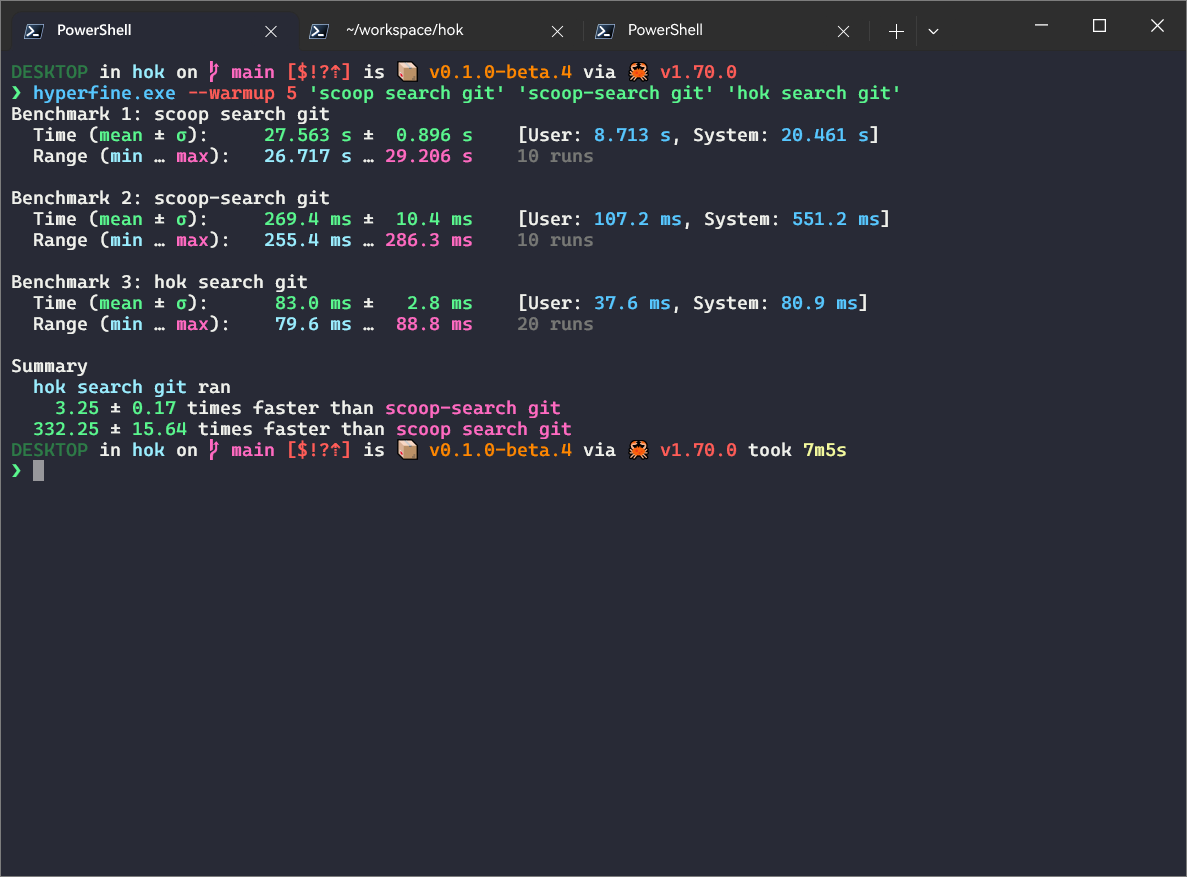 PowerShell
~/workspace/hok
PowerShell
DESKTOP in hok on main [$!?⇡] is 📦 v0.1.0-beta.4 via 🦀 v1.70.0
❯ hyperfine.exe --warmup 5 'scoop search git' 'scoop-search git' 'hok search git'
Benchmark 1: scoop search git
  Time (mean ± σ):     27.563 s ±  0.896 s    [User: 8.713 s, System: 20.461 s]
  Range (min … max):   26.717 s … 29.206 s    10 runs

Benchmark 2: scoop-search git
  Time (mean ± σ):     269.4 ms ±  10.4 ms    [User: 107.2 ms, System: 551.2 ms]
  Range (min … max):   255.4 ms … 286.3 ms    10 runs

Benchmark 3: hok search git
  Time (mean ± σ):      83.0 ms ±   2.8 ms    [User: 37.6 ms, System: 80.9 ms]
  Range (min … max):    79.6 ms …  88.8 ms    20 runs

Summary
  hok search git ran
    3.25 ± 0.17 times faster than scoop-search git
  332.25 ± 15.64 times faster than scoop search git
DESKTOP in hok on main [$!?⇡] is 📦 v0.1.0-beta.4 via 🦀 v1.70.0 took 7m5s
❯